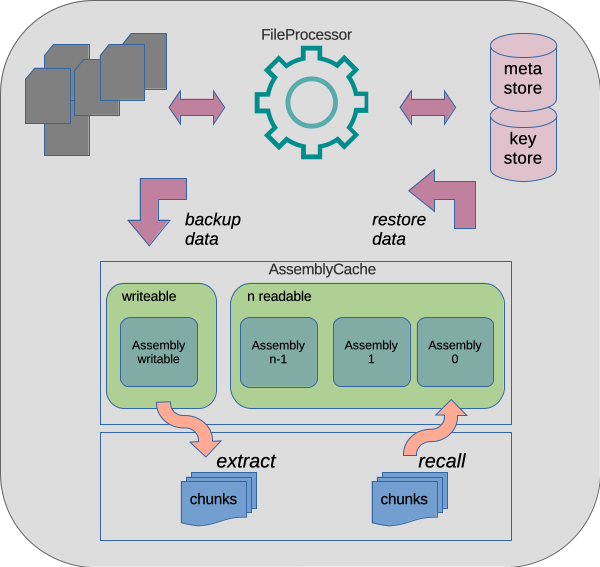 FileProcessor
meta
store
key
store
backup
data
restore
data
AssemblyCache
writeable
n readable
Assembly
writable
Assembly
n-1
Assembly
1
Assembly
0
extract
recall
chunks
chunks